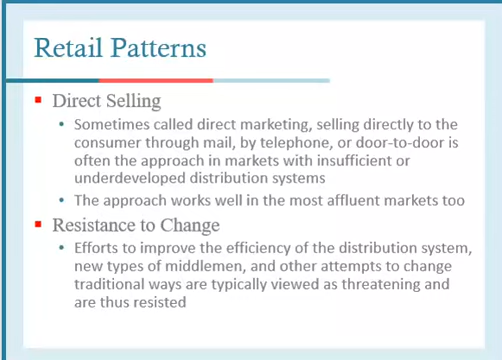 Retail Patterns
Direct Selling
Sometimes called direct marketing, selling directly to the
consumer through mail, by telephone, or door-to-door is
often the approach in markets with insufficient or
underdeveloped distribution systems
The approach works well in the most affluent markets too
Resistance to Change
Efforts to improve the efficiency of the distribution system,
new types of middlemen, and other attempts to change
traditional ways are typically viewed as threatening and
are thus resisted